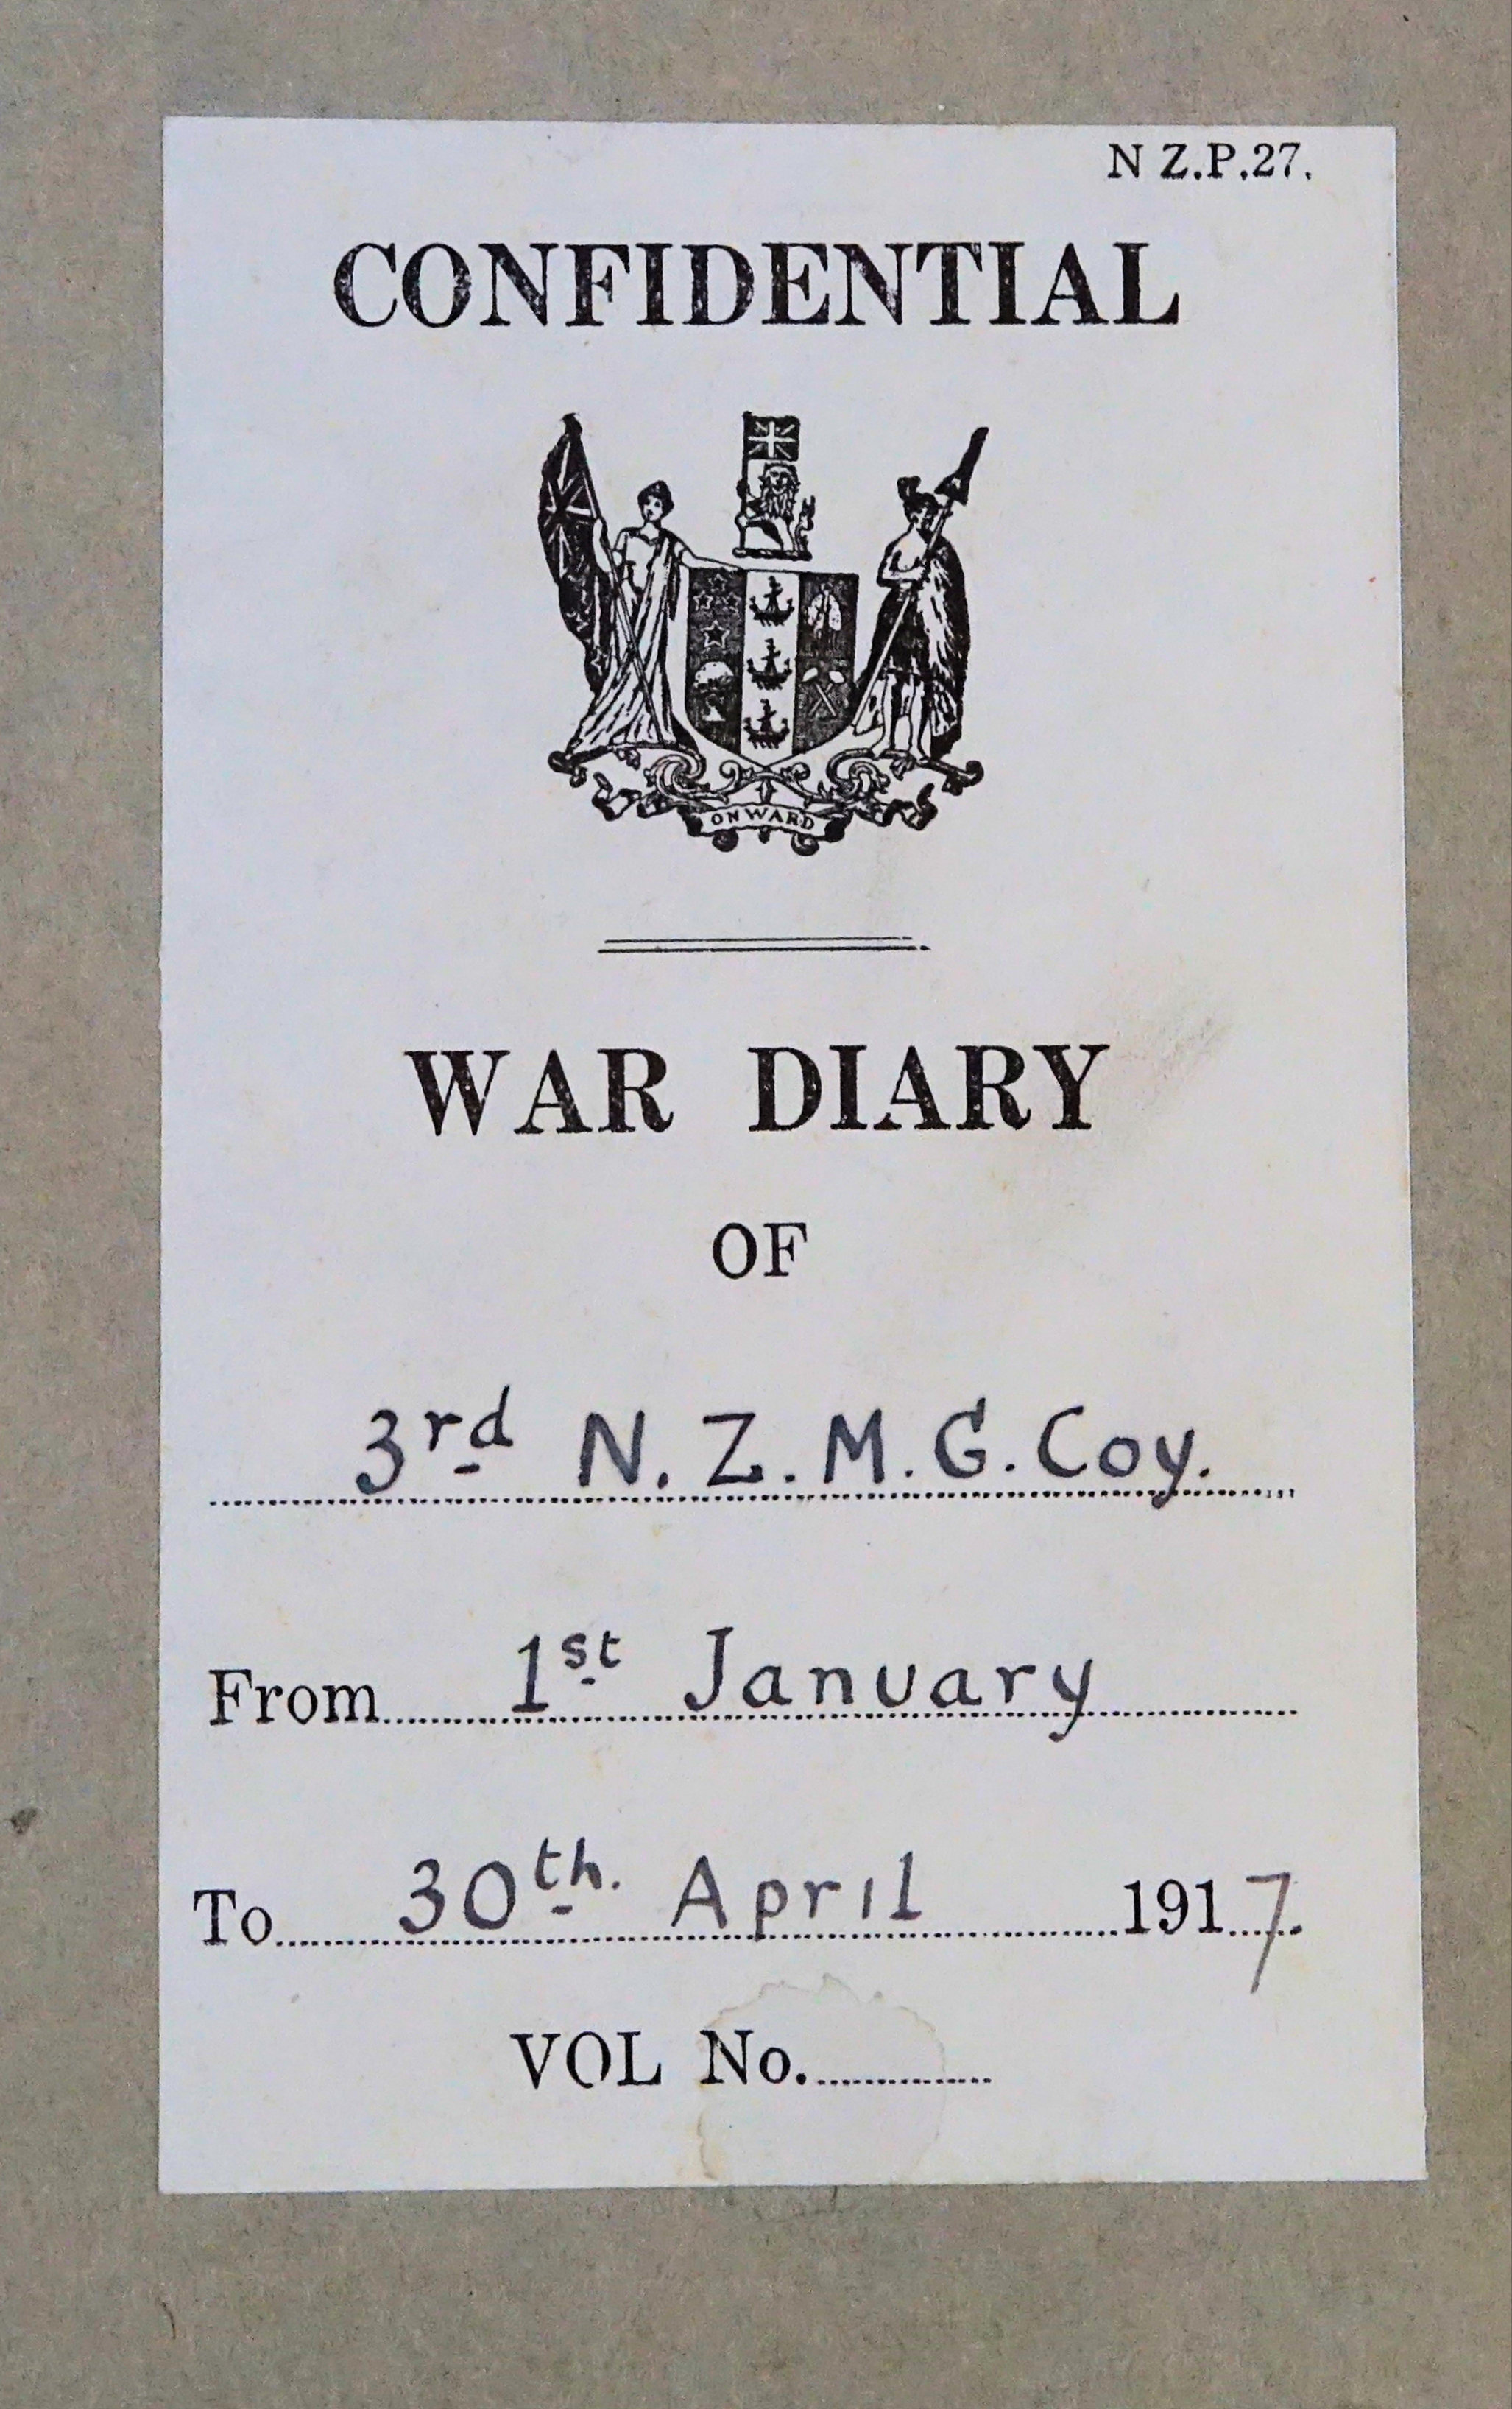 N Z.P.27.
CONFIDENTIAL
ONWARD
WAR DIARY
OF
3rd N.Z.M.G.Coy.
From 1st January
To 30th. April 1917.
VOL No.